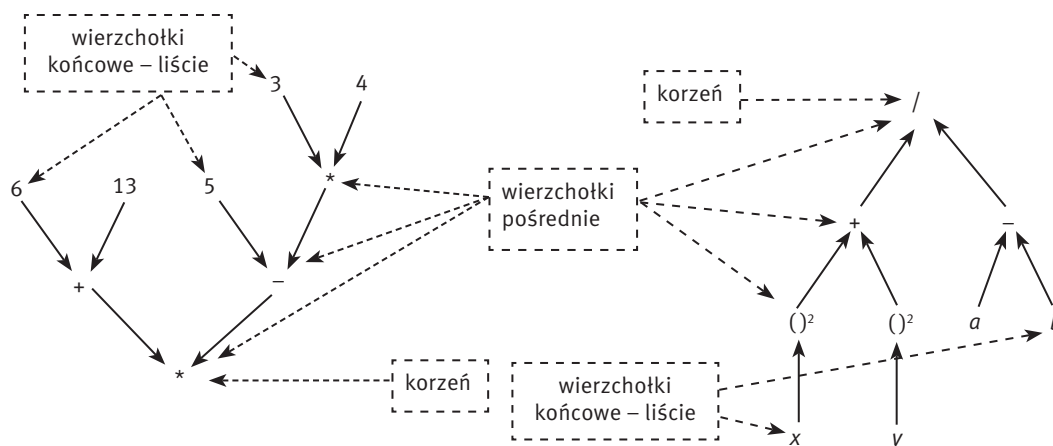 wierzchołki
końcowe – liście
3 4
korzeń
/
6 13 5 *
wierzchołki
pośrednie
+ –
+ –
()² ()² a
*
korzeń
wierzchołki
końcowe – liście
x